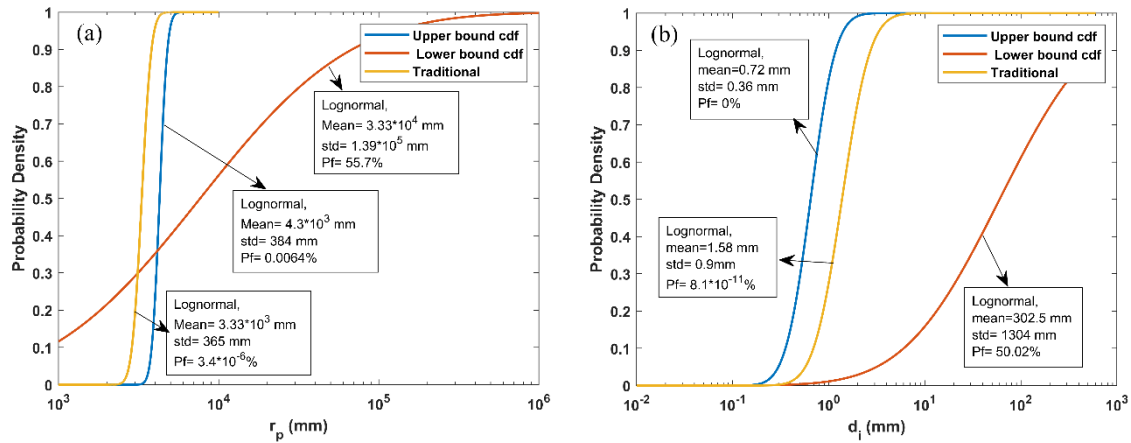 (a)
Upper bound cdf
Lower bound cdf
Traditional
Lognormal,
Mean= 3.33*10^4 mm
std= 1.39*10^5 mm
Pf= 55.7%
Lognormal,
Mean= 4.3*10^3 mm
std= 384 mm
Pf= 0.0064%
Lognormal,
Mean= 3.33*10^3 mm
std= 365 mm
Pf= 3.4*10^-6%
Probability Density
1
0.9
0.8
0.7
0.6
0.5
0.4
0.3
0.2
0.1
0
10^3 10^4 10^5 10^6
r_p (mm)
(b)
Upper bound cdf
Lower bound cdf
Traditional
Lognormal,
mean=0.72 mm
std= 0.36 mm
Pf= 0%
Lognormal,
mean=1.58 mm
std= 0.9mm
Pf= 8.1*10^-11%
Lognormal,
mean=302.5 mm
std= 1304 mm
Pf= 50.02%
Probability Density
1
0.9
0.8
0.7
0.6
0.5
0.4
0.3
0.2
0.1
0
10^-2 10^-1 10^0 10^1 10^2 10^3
d_i (mm)